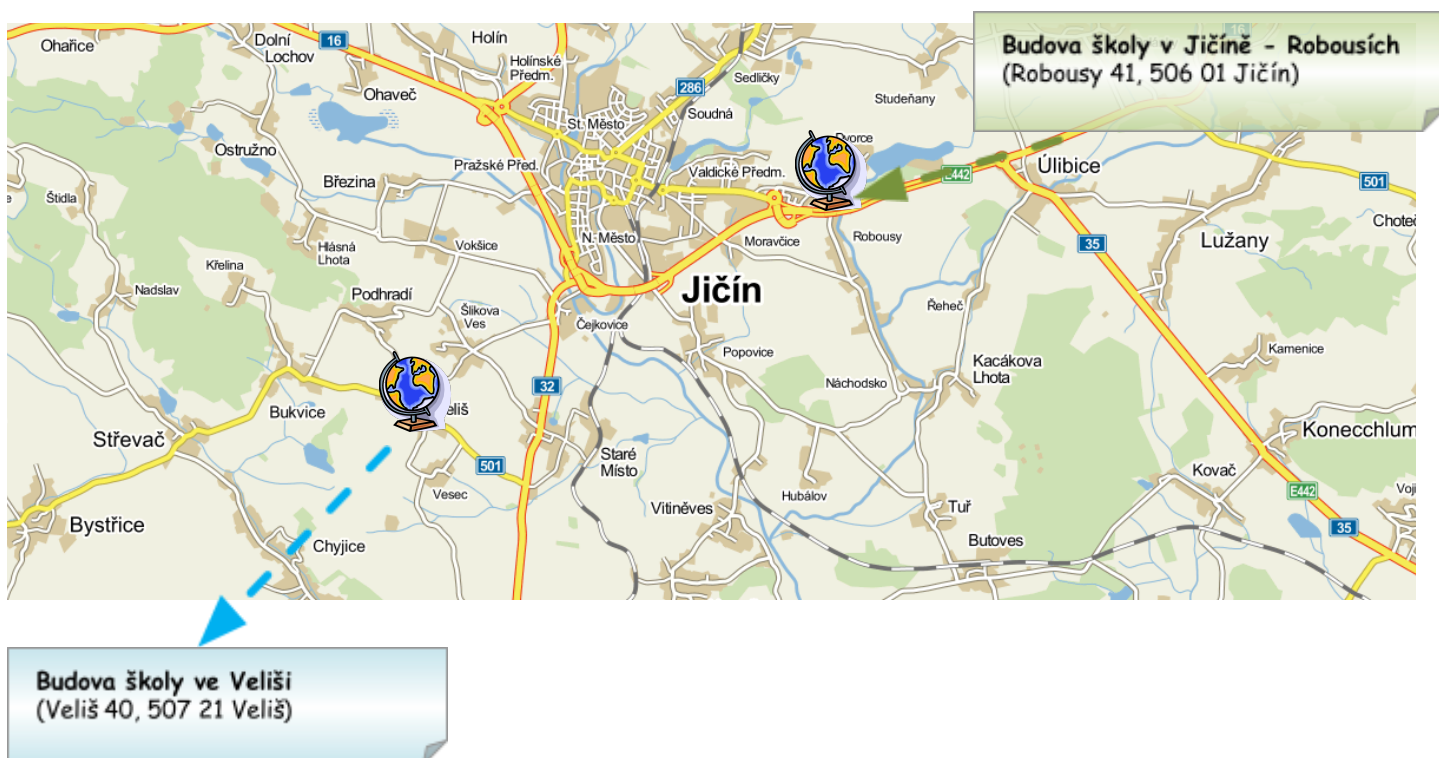 Budova školy v Jičíně - Robousích
(Robousy 41, 506 01 Jičín)
Ohařice
Dolní
Lochov
16
Holín
Holínské
Předm.
Ohaveč
286
Sedličky
16
Studeňany
Soudná
St. Město
Dvorce
Ostružno
Pražské Před.
Valdické Předm.
E442
Úlibice
501
Březina
Štidla
Choteč
Robousy
35
Lužany
Hlásná
Lhota
Vokšice
N. Město
Moravčice
Křelina
Nadslav
Podhradí
Jičín
Šlikova
Ves
Čejkovice
Řeheč
Popovice
Kacákova
Lhota
Kamenice
32
Náchodsko
Bukvice
eliš
Střevač
Konecchlum
Staré
Místo
501
Vesec
Kovač
Hubálov
E442
Voji
Vitiněves
Tuř
35
Bystřice
Chyjice
Butoves
Budova školy ve Veliši
(Veliš 40, 507 21 Veliš)